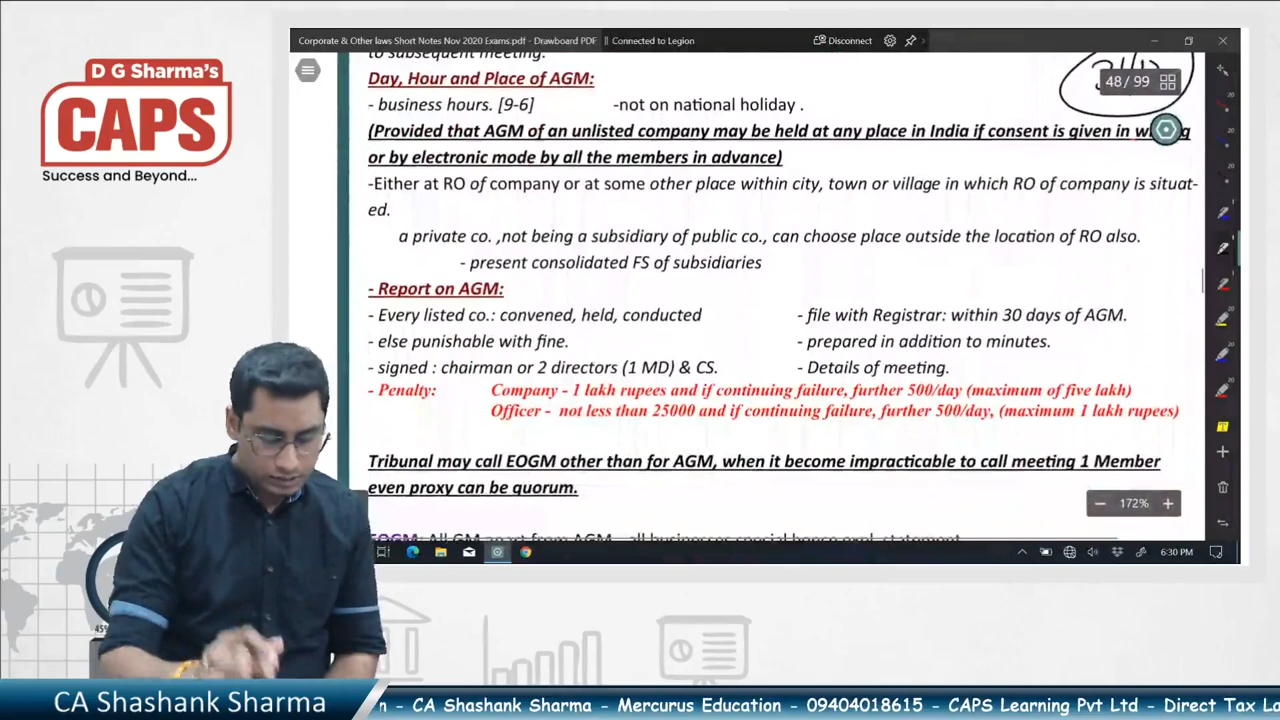 D G Sharma's
CAPS
Success and Beyond...
Corporate & Other laws Short Notes Nov 2020 Exams.pdf - Drawboard PDF || Connected to Legion
Disconnect
48 / 99
to subsequent meeting.
Day, Hour and Place of AGM:
- business hours. [9-6] -not on national holiday .
(Provided that AGM of an unlisted company may be held at any place in India if consent is given in
or by electronic mode by all the members in advance)
-Either at RO of company or at some other place within city, town or village in which RO of company is situat-
ed.
a private co. ,not being a subsidiary of public co., can choose place outside the location of RO also.
- present consolidated FS of subsidiaries
- Report on AGM:
- Every listed co.: convened, held, conducted - file with Registrar: within 30 days of AGM.
- else punishable with fine. - prepared in addition to minutes.
- signed : chairman or 2 directors (1 MD) & CS. - Details of meeting.
- Penalty: Company - 1 lakh rupees and if continuing failure, further 500/day (maximum of five lakh)
Officer - not less than 25000 and if continuing failure, further 500/day, (maximum 1 lakh rupees)
Tribunal may call EOGM other than for AGM, when it become impracticable to call meeting 1 Member
even proxy can be quorum.
172%
EOGM: All GM apart from AGM
6:30 PM
45%
CA Shashank Sharma
n - CA Shashank Sharma - Mercurus Education - 09404018615 - CAPS Learning Pvt Ltd - Direct Tax La